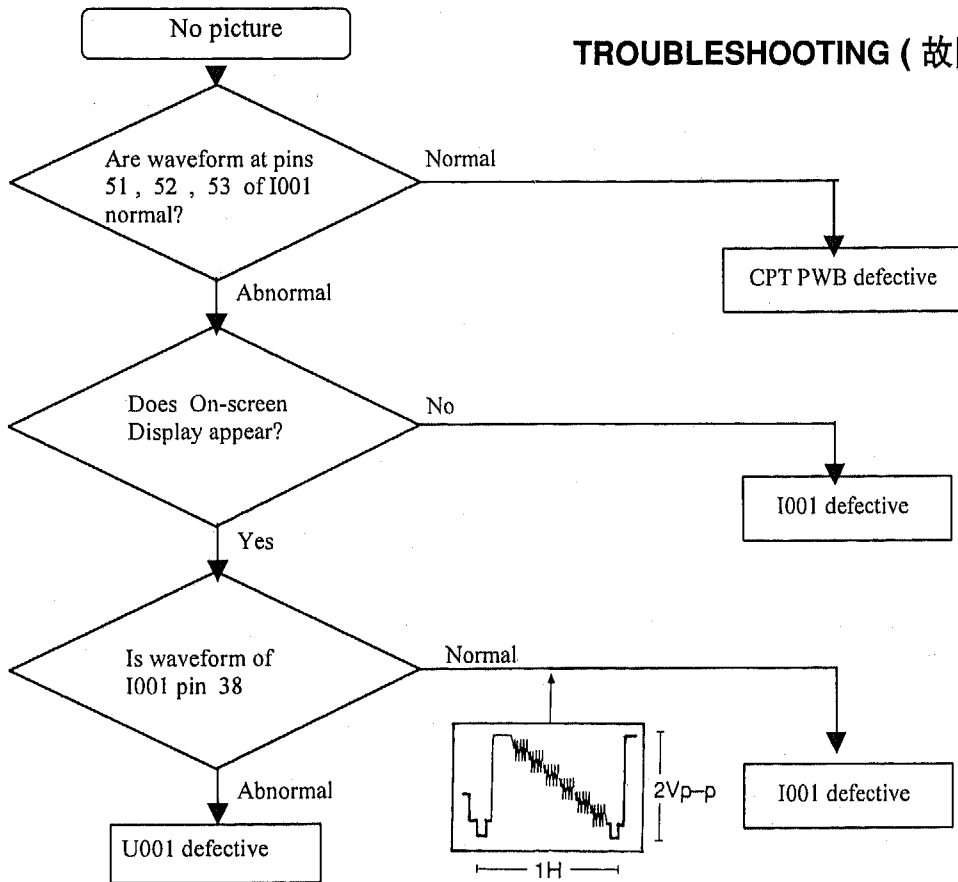 No picture
TROUBLESHOOTING ( 故
Are waveform at pins
51 , 52 , 53 of I001
normal?
Normal
CPT PWB defective
Abnormal
Does On-screen
Display appear?
No
I001 defective
Yes
Is waveform of
I001 pin 38
Normal
2Vp-p
1H
I001 defective
Abnormal
U001 defective